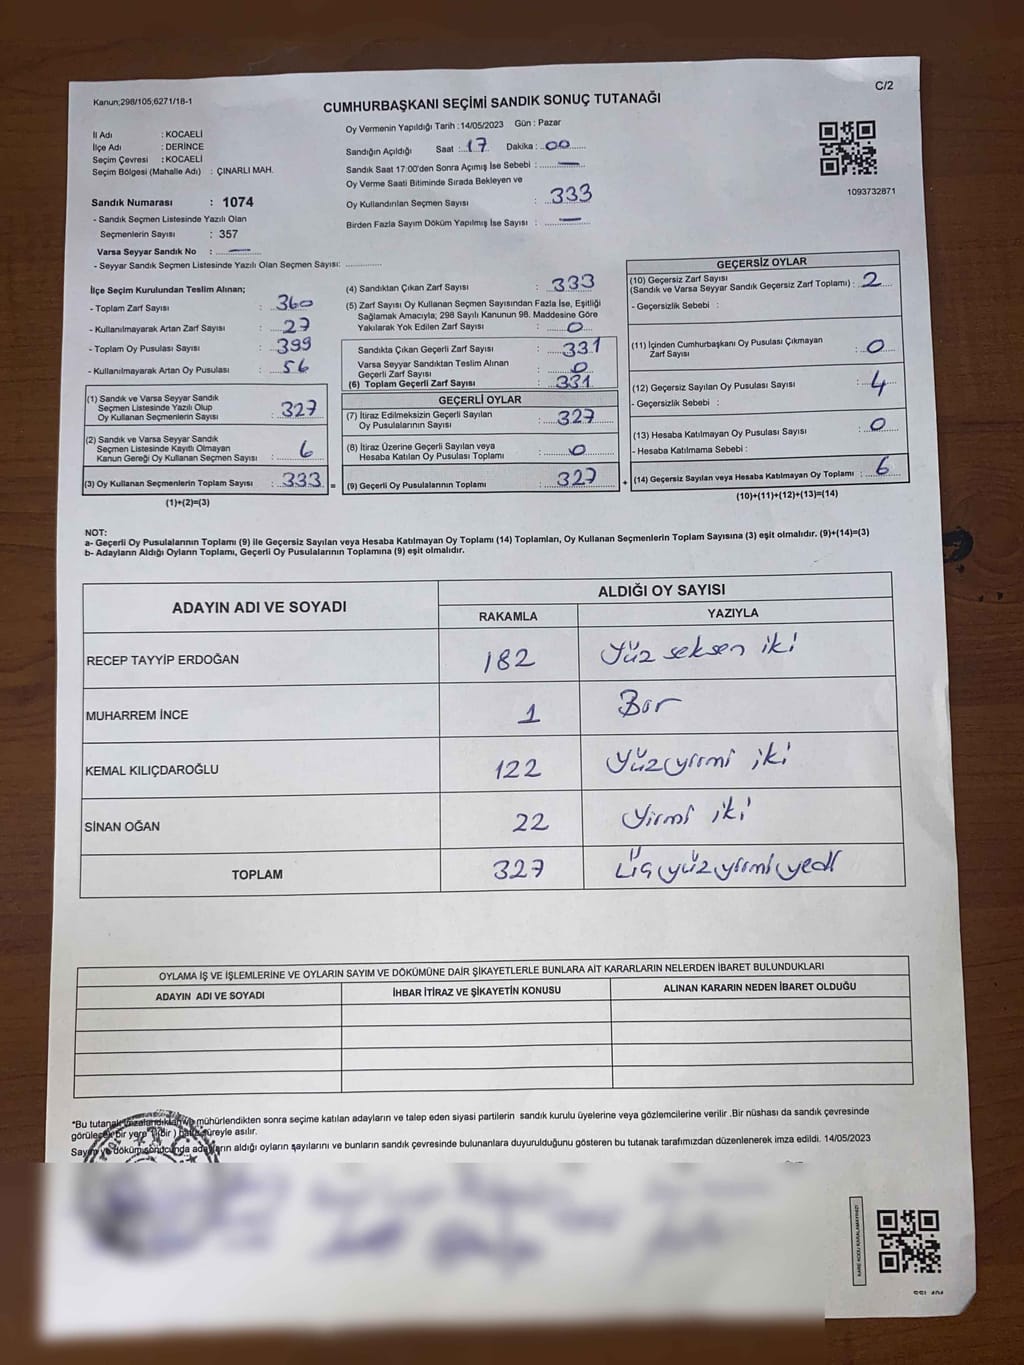 Kanun;298/105;6271/18-1
C/2
CUMHURBAŞKANI SEÇİMİ SANDIK SONUÇ TUTANAĞI
İl Adı : KOCAELİ
İlçe Adı : DERİNCE
Seçim Çevresi : KOCAELİ
Seçim Bölgesi (Mahalle Adı) : ÇINARLI MAH.
Sandık Numarası : 1074
- Sandık Seçmen Listesinde Yazılı Olan
Seçmenlerin Sayısı : 357
Varsa Seyyar Sandık No : —
- Seyyar Sandık Seçmen Listesinde Yazılı Olan Seçmen Sayısı: ............
Oy Vermenin Yapıldığı Tarih : 14/05/2023 Gün : Pazar
Sandığın Açıldığı Saat : 17 Dakika : 00
Sandık Saat 17:00'den Sonra Açımış İse Sebebi : —
Oy Verme Saati Bitiminde Sırada Bekleyen ve
Oy Kullandırılan Seçmen Sayısı : 333
Birden Fazla Sayım Döküm Yapılmış İse Sayısı : —
1093732871
İlçe Seçim Kurulundan Teslim Alınan;
- Toplam Zarf Sayısı : 360
- Kullanılmayarak Artan Zarf Sayısı : 27
- Toplam Oy Pusulası Sayısı : 399
- Kullanılmayarak Artan Oy Pusulası : 56
(1) Sandık ve Varsa Seyyar Sandık
Seçmen Listesinde Yazılı Olup
Oy Kullanan Seçmenlerin Sayısı : 327
(2) Sandık ve Varsa Seyyar Sandık
Seçmen Listesinde Kayıtlı Olmayan
Kanun Gereği Oy Kullanan Seçmen Sayısı : 6
(3) Oy Kullanan Seçmenlerin Toplam Sayısı : 333 =
(1)+(2)=(3)
(4) Sandıktan Çıkan Zarf Sayısı : 333
(5) Zarf Sayısı Oy Kullanan Seçmen Sayısından Fazla İse, Eşitliği
Sağlamak Amacıyla; 298 Sayılı Kanunun 98. Maddesine Göre
Yakılarak Yok Edilen Zarf Sayısı : 0
Sandıkta Çıkan Geçerli Zarf Sayısı : 331
Varsa Seyyar Sandıktan Teslim Alınan
Geçerli Zarf Sayısı : 0
(6) Toplam Geçerli Zarf Sayısı : 331
GEÇERLİ OYLAR
(7) İtiraz Edilmeksizin Geçerli Sayılan
Oy Pusulalarının Sayısı : 327
(8) İtiraz Üzerine Geçerli Sayılan veya
Hesaba Katılan Oy Pusulası Toplamı : 0
(9) Geçerli Oy Pusulalarının Toplamı : 327 +
GEÇERSİZ OYLAR
(10) Geçersiz Zarf Sayısı
(Sandık ve Varsa Seyyar Sandık Geçersiz Zarf Toplamı) : 2
- Geçersizlik Sebebi :
(11) İçinden Cumhurbaşkanı Oy Pusulası Çıkmayan
Zarf Sayısı : 0
(12) Geçersiz Sayılan Oy Pusulası Sayısı : 4
- Geçersizlik Sebebi :
(13) Hesaba Katılmayan Oy Pusulası Sayısı : 0
- Hesaba Katılmama Sebebi :
(14) Geçersiz Sayılan veya Hesaba Katılmayan Oy Toplamı : 6
(10)+(11)+(12)+(13)=(14)
NOT:
a- Geçerli Oy Pusulalarının Toplamı (9) ile Geçersiz Sayılan veya Hesaba Katılmayan Oy Toplamı (14) Toplamları, Oy Kullanan Seçmenlerin Toplam Sayısına (3) eşit olmalıdır. (9)+(14)=(3)
b- Adayların Aldığı Oyların Toplamı, Geçerli Oy Pusulalarının Toplamına (9) eşit olmalıdır.
ADAYIN ADI VE SOYADI
ALDIĞI OY SAYISI
RAKAMLA YAZIYLA
RECEP TAYYİP ERDOĞAN 182 Yüz seksen iki
MUHARREM İNCE 1 Bir
KEMAL KILIÇDAROĞLU 122 Yüzyirmi iki
SİNAN OĞAN 22 Yirmi iki
TOPLAM 327 Üçyüzyirmiyedi
OYLAMA İŞ VE İŞLEMLERİNE VE OYLARIN SAYIM VE DÖKÜMÜNE DAİR ŞİKAYETLERLE BUNLARA AİT KARARLARIN NELERDEN İBARET BULUNDUKLARI
ADAYIN ADI VE SOYADI İHBAR İTİRAZ VE ŞİKAYETİN KONUSU ALINAN KARARIN NEDEN İBARET OLDUĞU
*Bu tutanak imzalandıktan ve mühürlendikten sonra seçime katılan adayların ve talep eden siyasi partilerin sandık kurulu üyelerine veya gözlemcilerine verilir .Bir nüshası da sandık çevresinde
görülecek bir yere 1 (bir ) hafta süreyle asılır.
Sayım ve döküm sonucunda adayların aldığı oyların sayılarını ve bunların sandık çevresinde bulunanlara duyurulduğunu gösteren bu tutanak tarafımızdan düzenlenerek imza edildi. 14/05/2023
KARE KODU KARALAMAYINIZ!